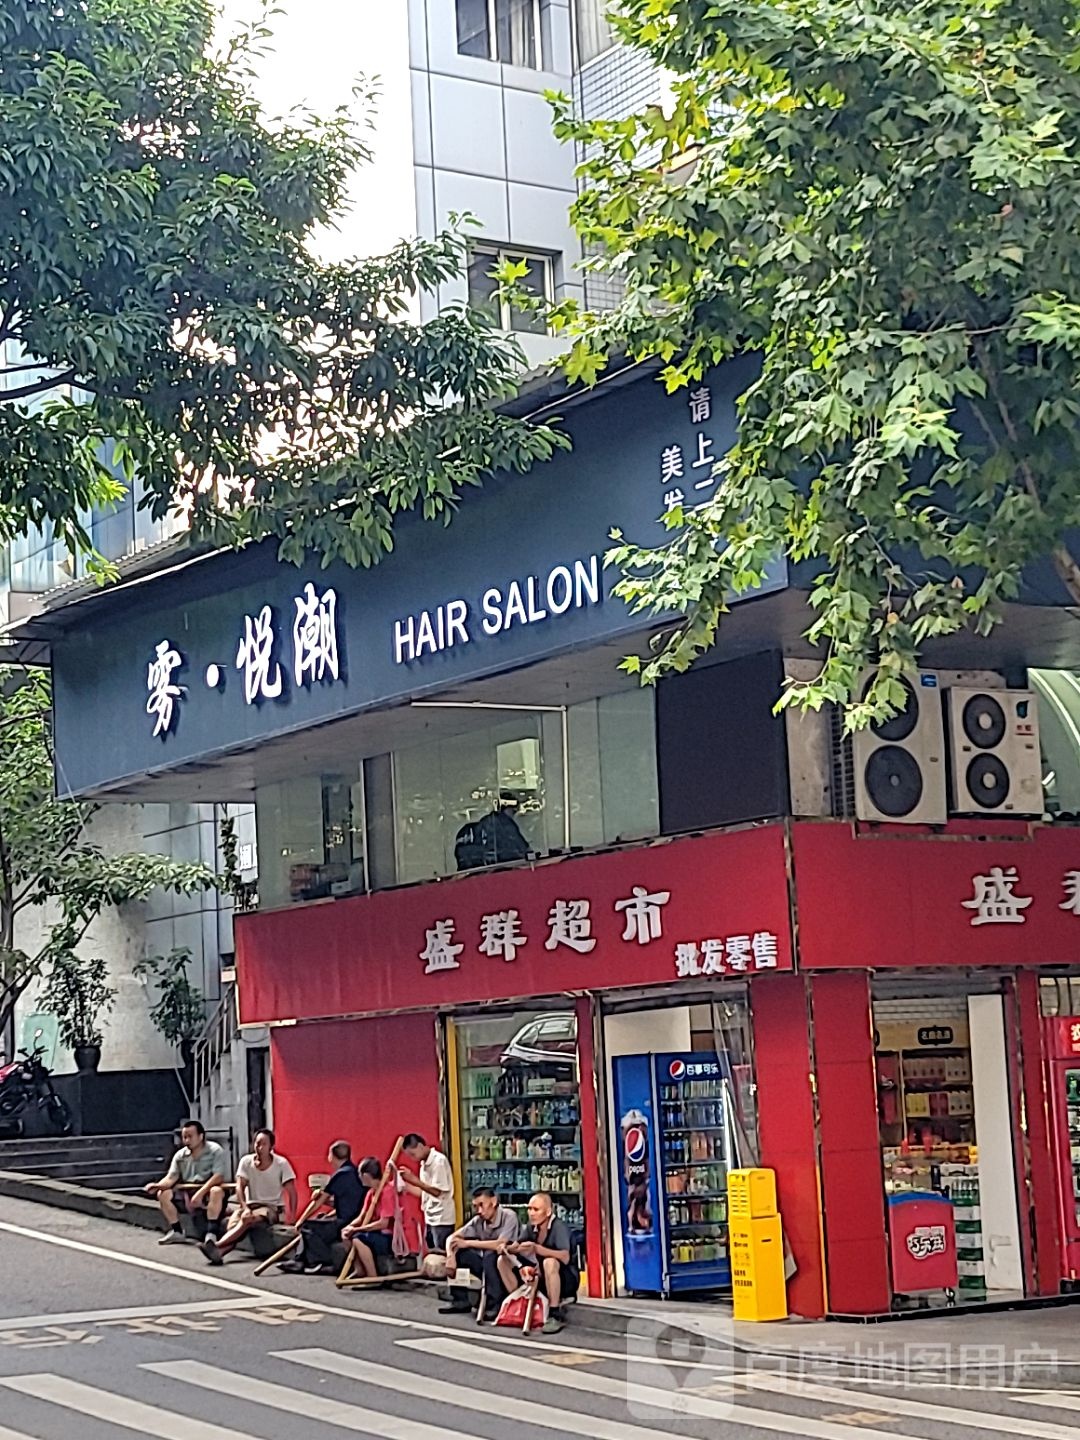 请上二
美发
雾·悦潮
HAIR SALON
盛群超市
批发零售
盛群
百事可乐
pepsi
百度地图用户